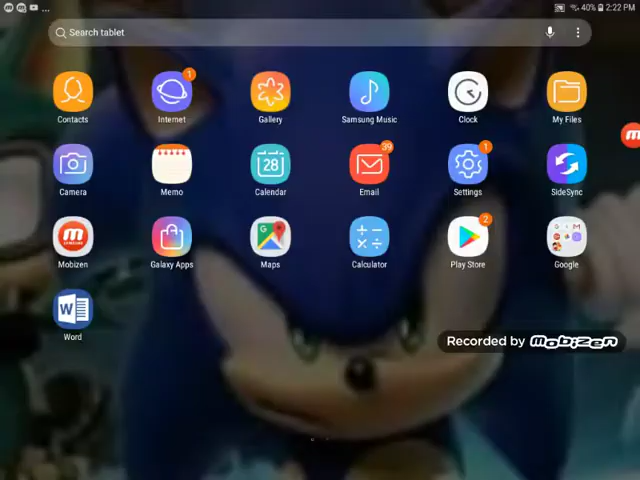 40% 2:22 PM
Search tablet
1
Contacts Internet Gallery Samsung Music Clock My Files
28 39 1
Camera Memo Calendar Email Settings SideSync
2
Mobizen Galaxy Apps Maps Calculator Play Store Google
W
Word
Recorded by mobizen